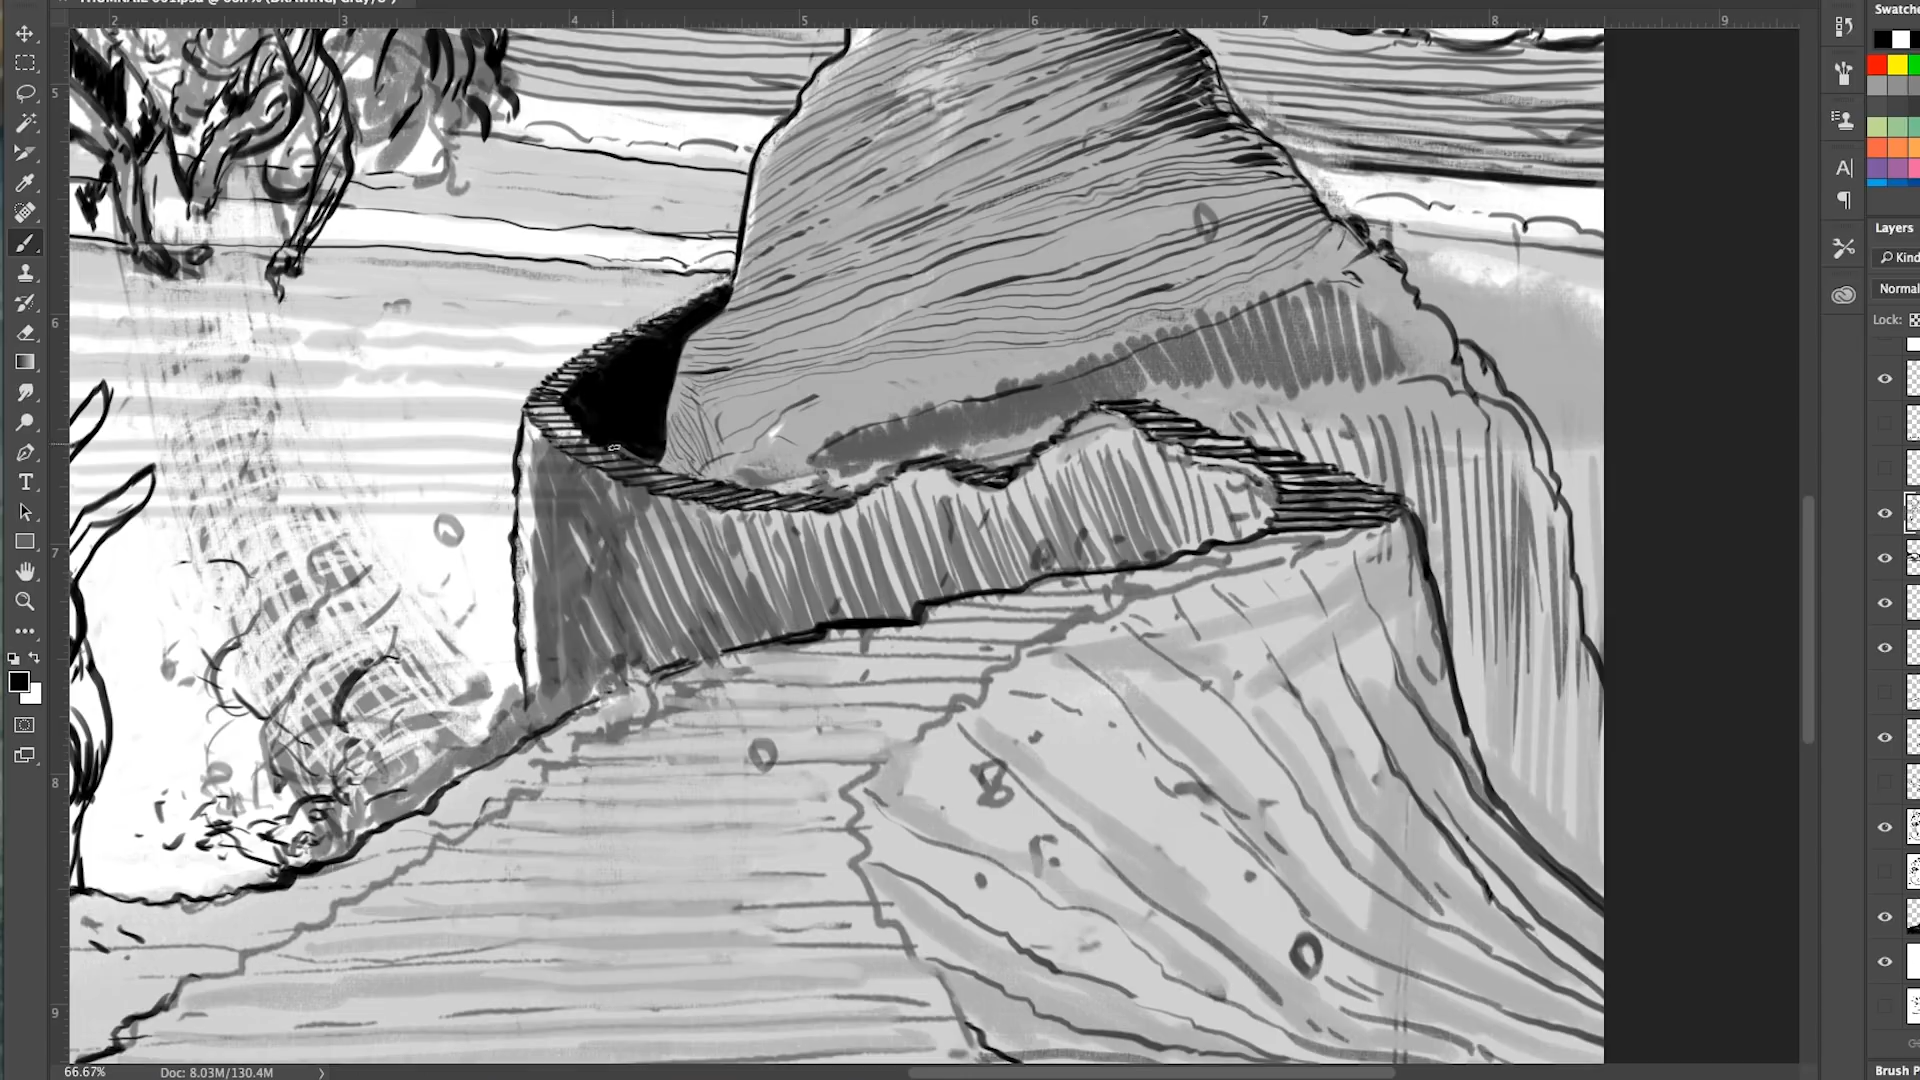 2 3 4 5 6 7 8 9
Swatche
5
6
7
8
9
Layers
Kind
Normal
Lock:
66.67%
Doc: 8.03M/130.4M
Brush P